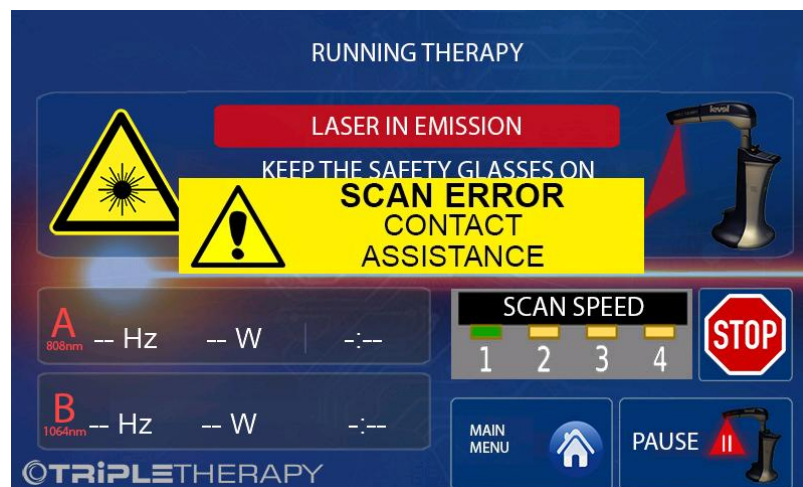 RUNNING THERAPY
LASER IN EMISSION
KEEP THE SAFETY GLASSES ON
SCAN ERROR
CONTACT
ASSISTANCE
level
A
808nm
-- Hz -- W -:--
SCAN SPEED
1 2 3 4
STOP
B
1064nm
-- Hz -- W -:--
MAIN
MENU
PAUSE
©TRiPLETHERAPY